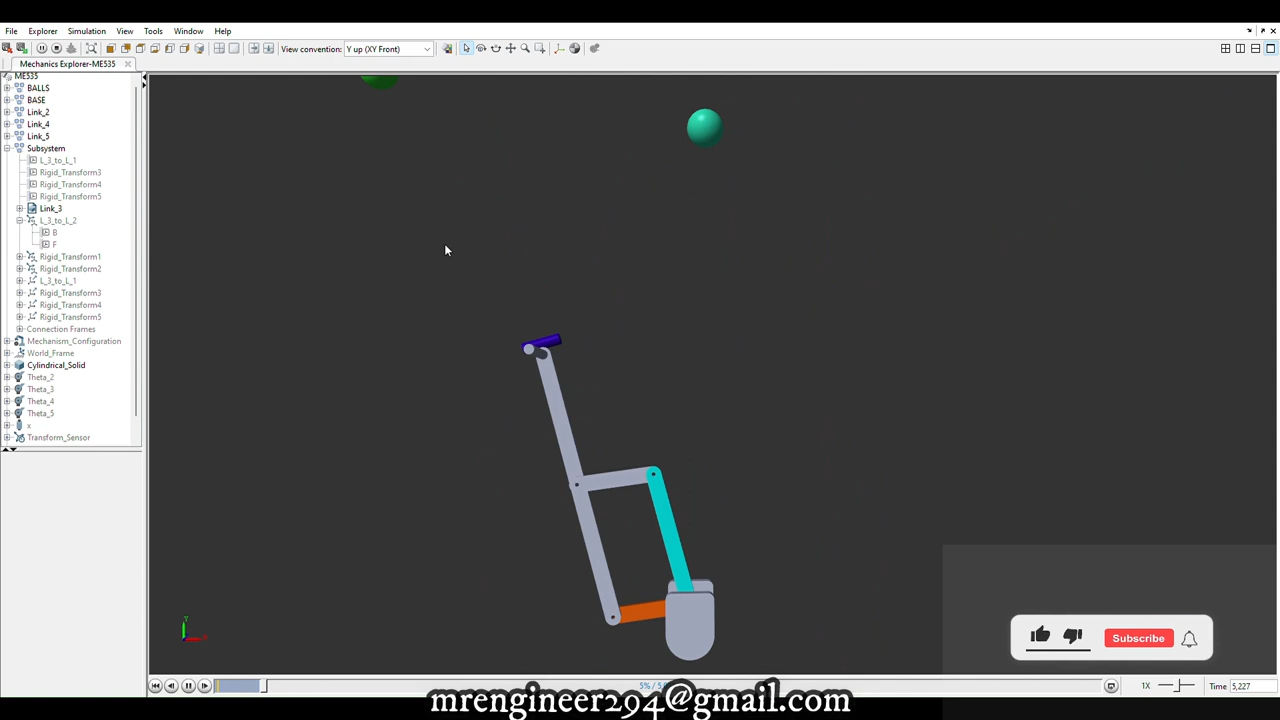 File Explorer Simulation View Tools Window Help
View convention: Y up (XY Front)
Mechanics Explorer-ME535
ME535
BALLS
BASE
Link_2
Link_4
Link_5
Subsystem
L_3_to_L_1
Rigid_Transform3
Rigid_Transform4
Rigid_Transform5
Link_3
L_3_to_L_2
B
F
Rigid_Transform1
Rigid_Transform2
L_3_to_L_1
Rigid_Transform3
Rigid_Transform4
Rigid_Transform5
Connection Frames
Mechanism_Configuration
World_Frame
Cylindrical_Solid
Theta_2
Theta_3
Theta_4
Theta_5
x
Transform_Sensor
Subscribe
1X
Time 5,227
mrengineer294@gmail.com